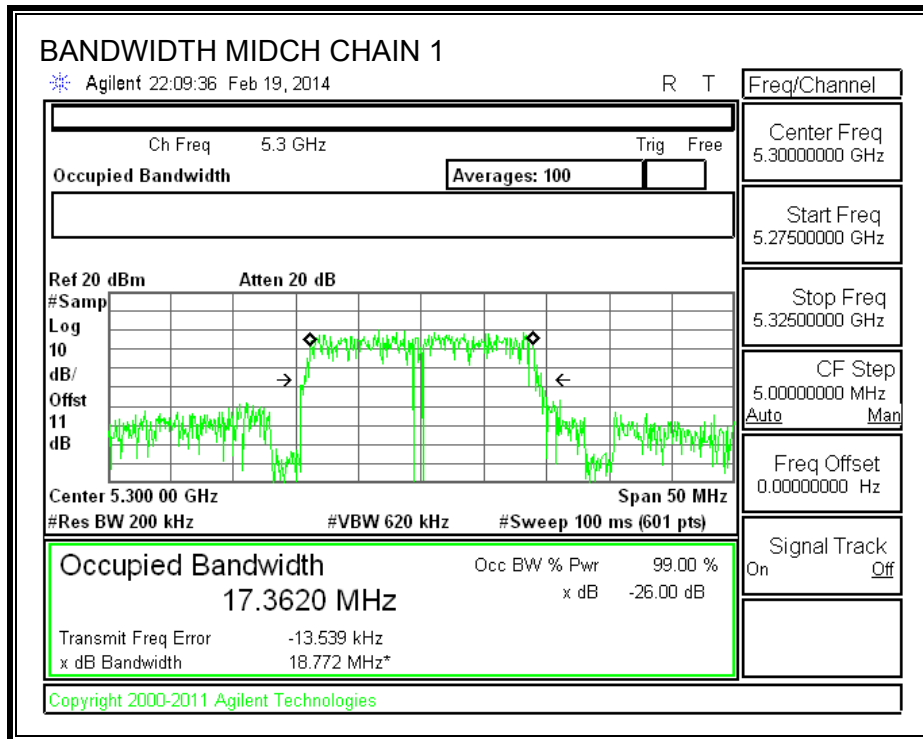 BANDWIDTH MIDCH CHAIN 1
Agilent 22:09:36 Feb 19, 2014 R T
Ch Freq 5.3 GHz Trig Free
Occupied Bandwidth Averages: 100
Ref 20 dBm Atten 20 dB
#Samp
Log
10
dB/
Offst
11
dB
Center 5.300 00 GHz Span 50 MHz
#Res BW 200 kHz #VBW 620 kHz #Sweep 100 ms (601 pts)
Occupied Bandwidth Occ BW % Pwr 99.00 %
17.3620 MHz x dB -26.00 dB
Transmit Freq Error -13.539 kHz
x dB Bandwidth 18.772 MHz*
Copyright 2000-2011 Agilent Technologies
Freq/Channel
Center Freq
5.30000000 GHz
Start Freq
5.27500000 GHz
Stop Freq
5.32500000 GHz
CF Step
5.00000000 MHz
Auto Man
Freq Offset
0.00000000 Hz
Signal Track
On Off